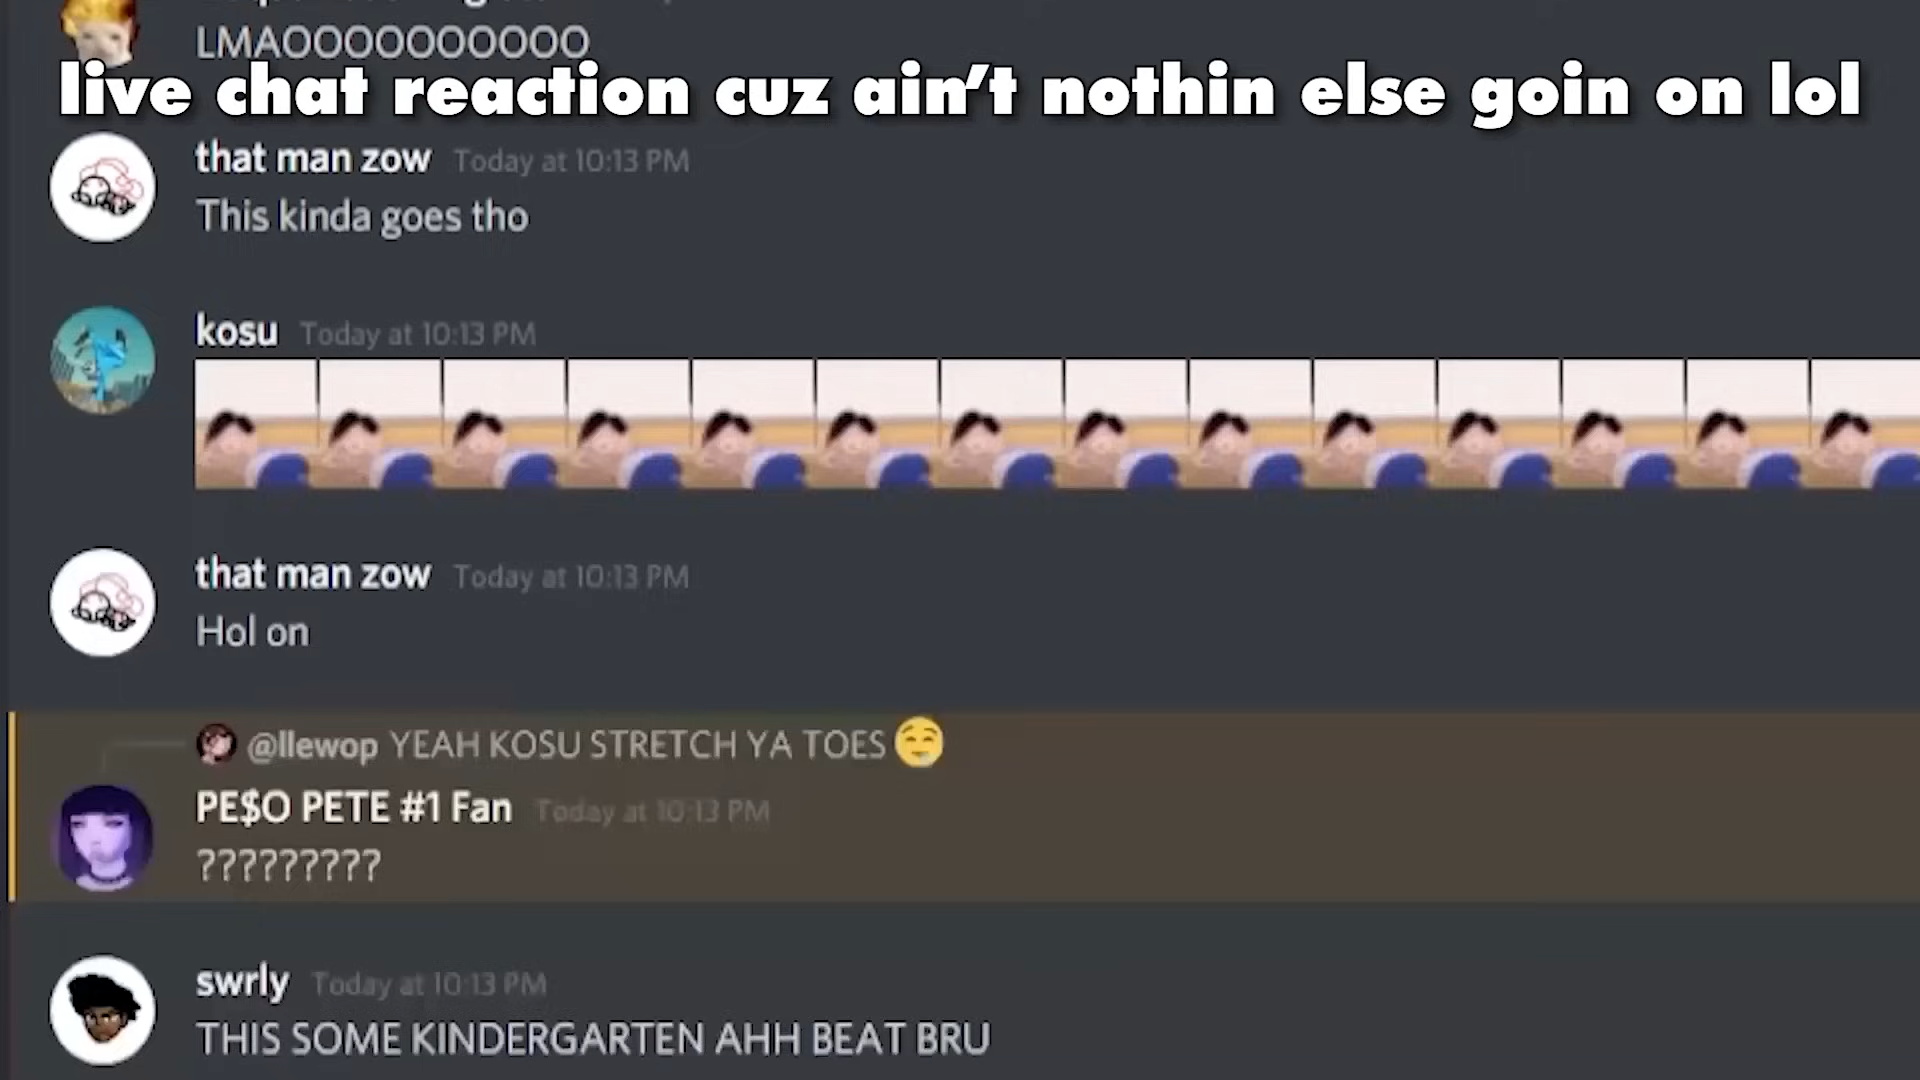 LMAOOOOOOOOOO
live chat reaction cuz ain't nothin else goin on lol
that man zow Today at 10:13 PM
This kinda goes tho
kosu Today at 10:13 PM
that man zow Today at 10:13 PM
Hol on
@llewop YEAH KOSU STRETCH YA TOES 🤤
PE$O PETE #1 Fan Today at 10:13 PM
?????????
swrly Today at 10:13 PM
THIS SOME KINDERGARTEN AHH BEAT BRU